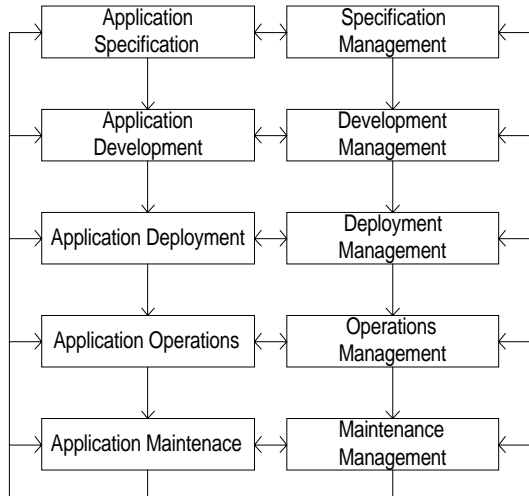 Application
Specification
Specification
Management
Application
Development
Development
Management
Application Deployment
Deployment
Management
Application Operations
Operations
Management
Application Maintenace
Maintenance
Management